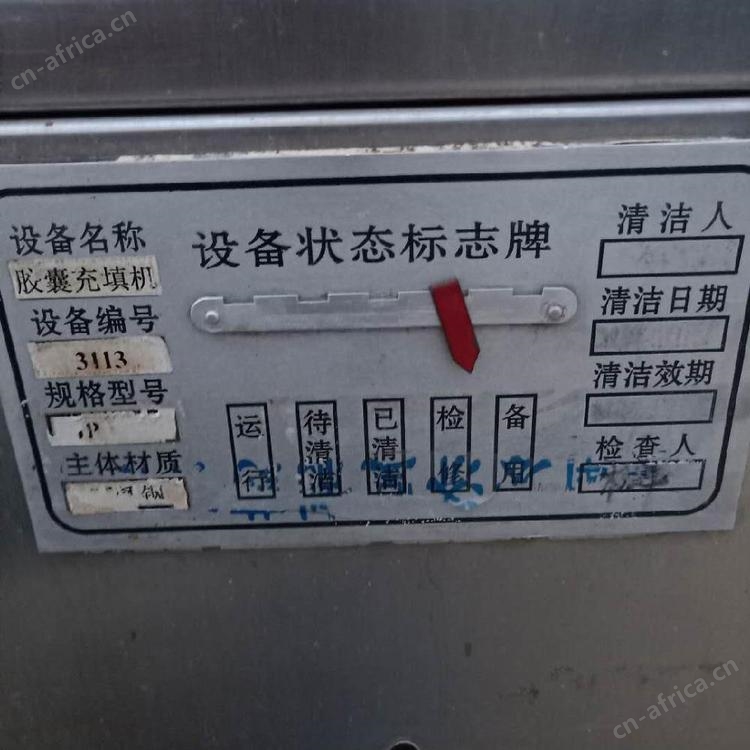 cn-africa.cn
设备名称
胶囊充填机
设备编号
3113
规格型号
主体材质
钢
设备状态标志牌
运行
待清洁
已清洁
检修
备用
清洁人
清洁日期
清洁效期
检查人
cn-africa.cn